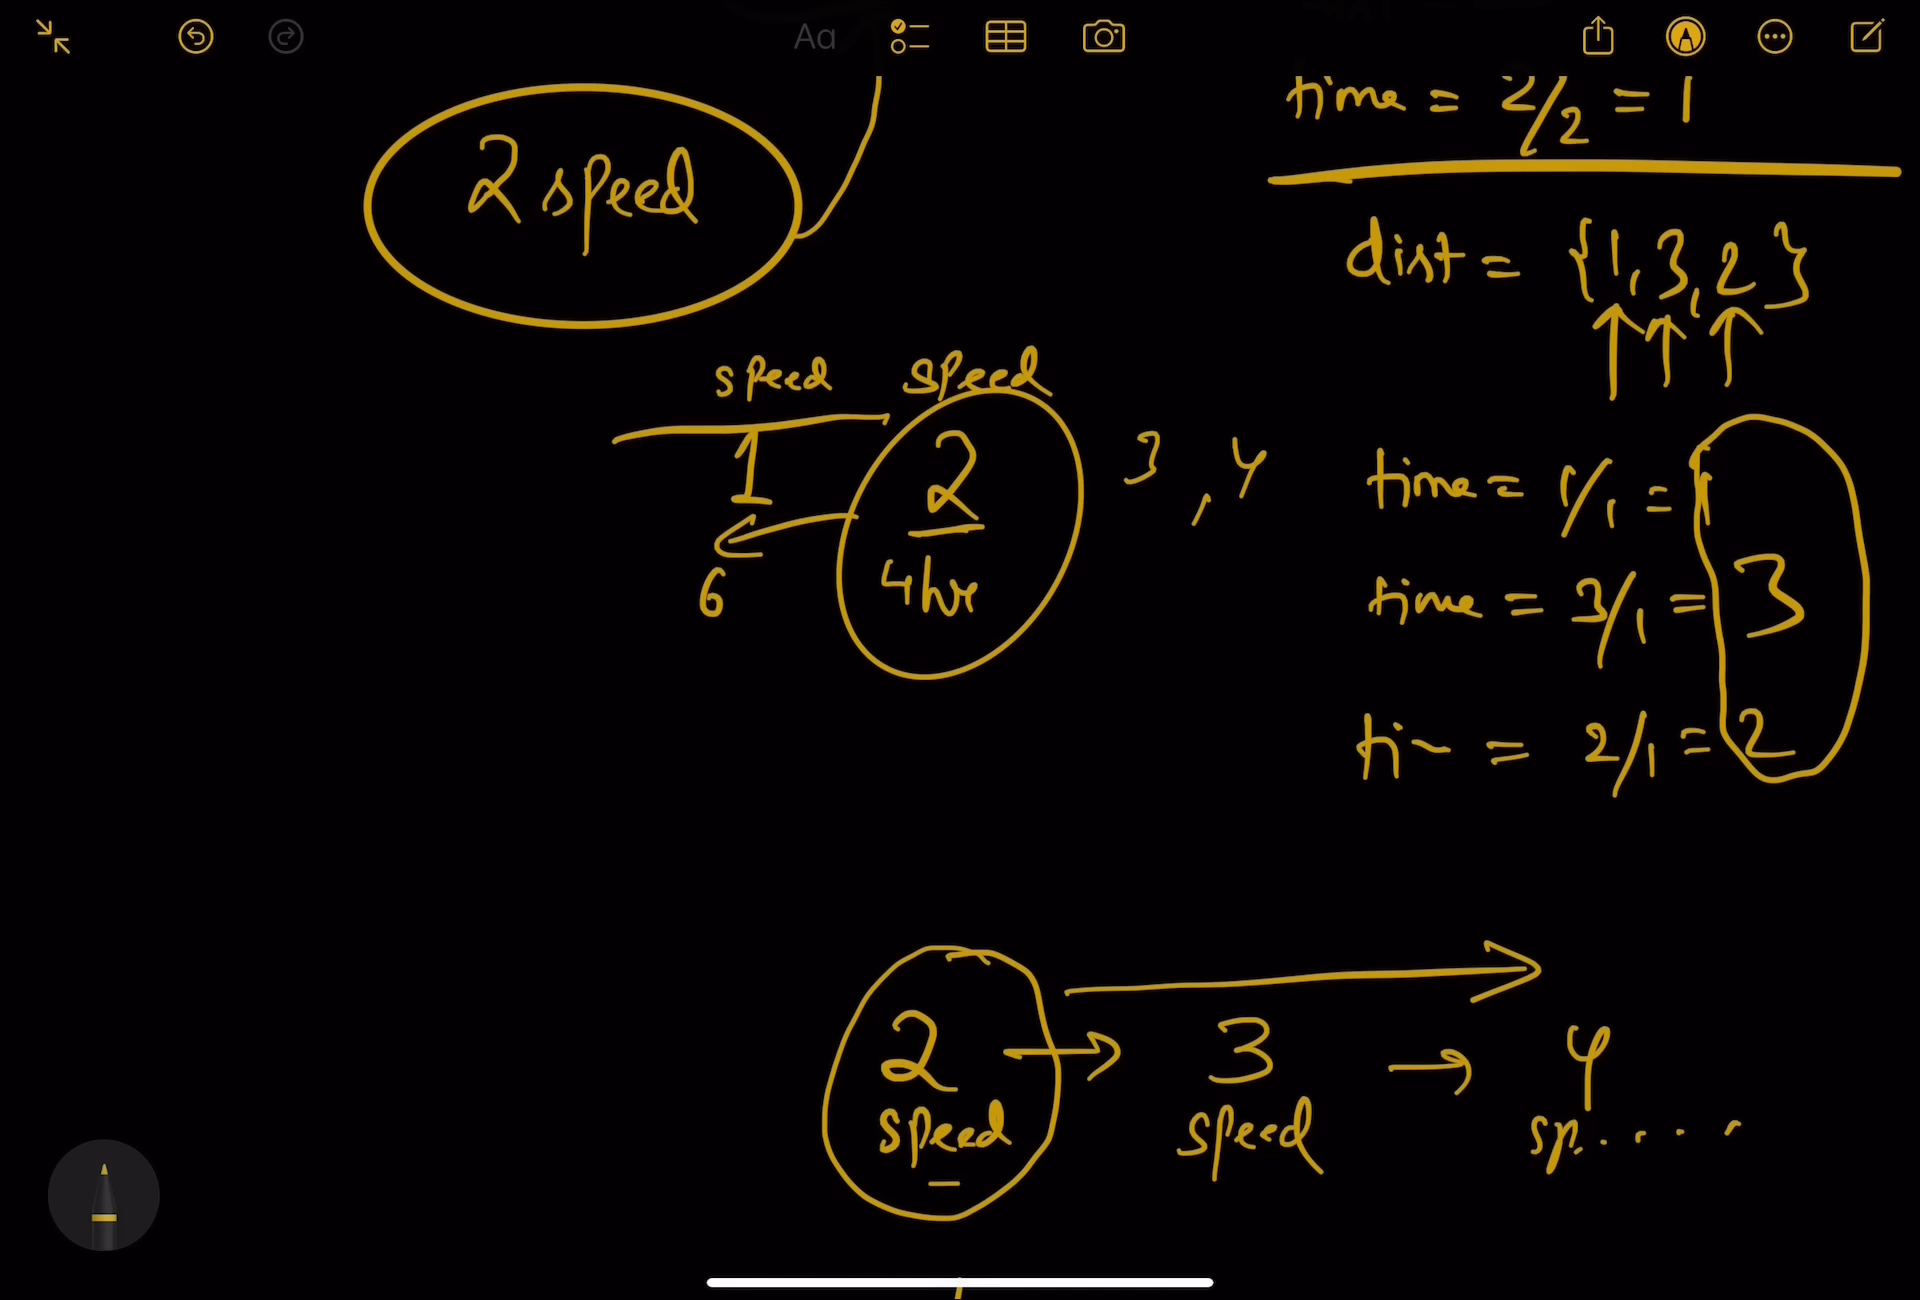 Aa
time = 2/2 = 1
2 speed
dist = {1,3,2}
speed speed
1 2 3, 4
6 4hr
time = 1/1 = 1
time = 3/1 = 3
ti~ = 2/1 = 2
2 → 3 → 4
speed speed sp.....